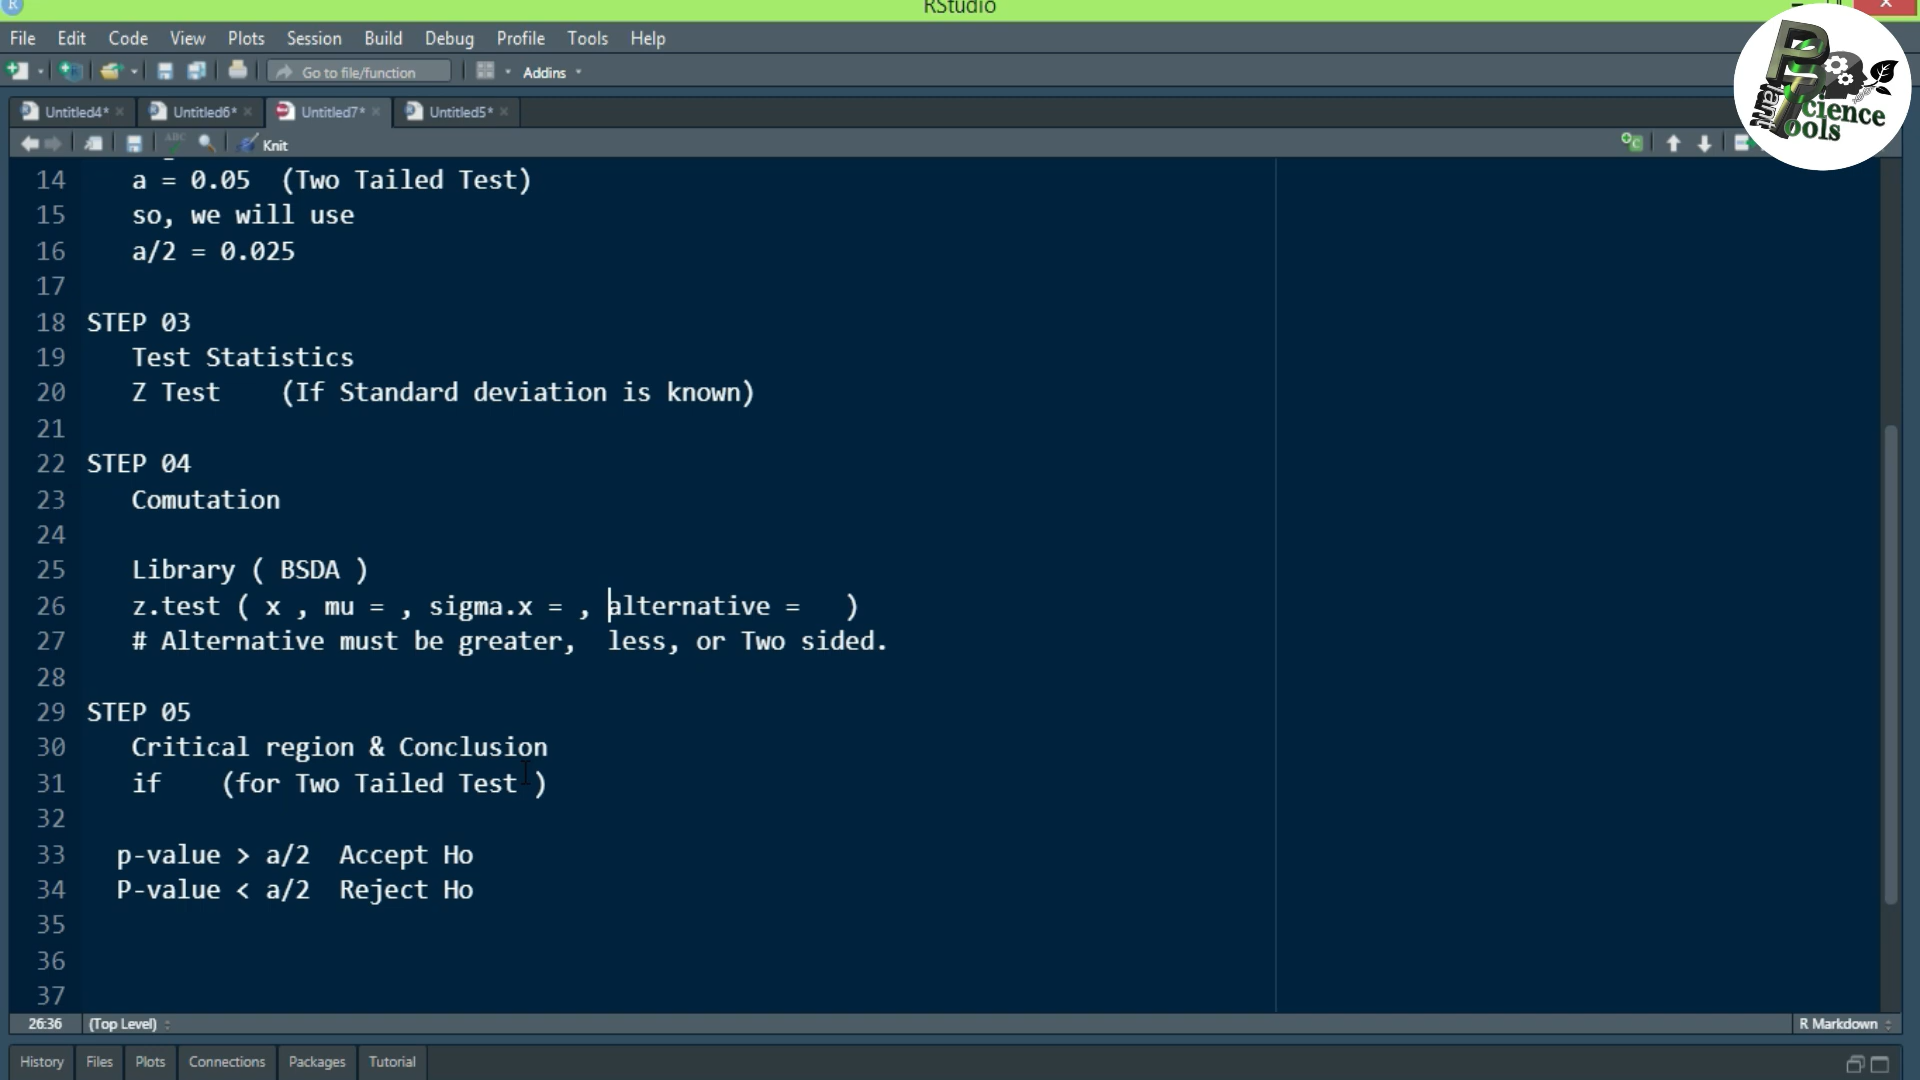 RStudio
File Edit Code View Plots Session Build Debug Profile Tools Help
Go to file/function Addins
Untitled4* Untitled6* Untitled7* Untitled5*
ABC Knit
14 a = 0.05 (Two Tailed Test)
15 so, we will use
16 a/2 = 0.025
17
18 STEP 03
19 Test Statistics
20 Z Test (If Standard deviation is known)
21
22 STEP 04
23 Comutation
24
25 Library ( BSDA )
26 z.test ( x , mu = , sigma.x = , alternative = )
27 # Alternative must be greater, less, or Two sided.
28
29 STEP 05
30 Critical region & Conclusion
31 if (for Two Tailed Test )
32
33 p-value > a/2 Accept Ho
34 P-value < a/2 Reject Ho
35
36
37
26:36 (Top Level) R Markdown
History Files Plots Connections Packages Tutorial
Plant Science Tools